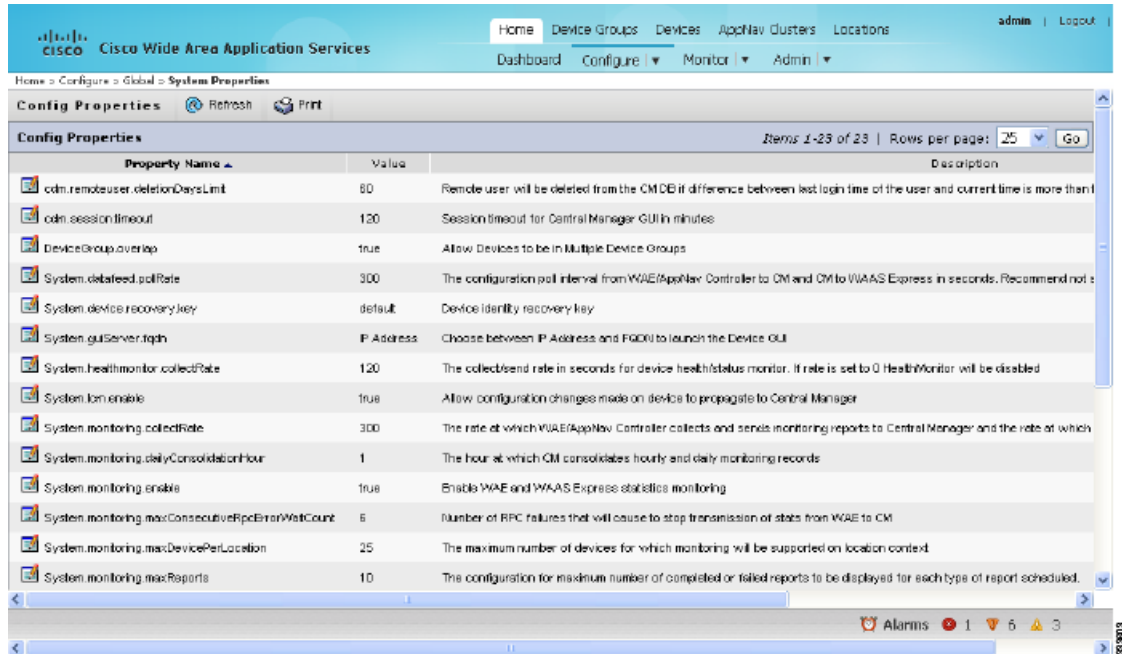 Home Device Groups Devices AppNav Clusters Locations admin | Logout |
cisco Cisco Wide Area Application Services
Dashboard Configure | Monitor | Admin |
Home > Configure > Global > System Properties
Config Properties Refresh Print
Config Properties Items 1-23 of 23 | Rows per page: 25 Go
Property Name Value Description
cdm.remoteuser.deletionDaysLimit 60 Remote user will be deleted from the CMDB if difference between last login time of the user and current time is more than
cdm.session.timeout 120 Session timeout for Central Manager GUI in minutes
DeviceGroup.overlap true Allow Devices to be in Multiple Device Groups
System.datafeed.pollRate 300 The configuration poll interval from WAE/AppNav Controller to CM and CM to WAAS Express in seconds. Recommend not s
System.device.recovery.key default Device identity recovery key
System.guiServer.fqdn IP Address Choose between IP Address and FQDN to launch the Device GUI
System.healthmonitor.collectRate 120 The collect/send rate in seconds for device health/status monitor. If rate is set to 0 HealthMonitor will be disabled
System.lcm.enable true Allow configuration changes made on device to propagate to Central Manager
System.monitoring.collectRate 300 The rate at which WAE/AppNav Controller collects and sends monitoring reports to Central Manager and the rate at which
System.monitoring.dailyConsolidationHour 1 The hour at which CM consolidates hourly and daily monitoring records
System.monitoring.enable true Enable WAE and WAAS Express statistics monitoring
System.monitoring.maxConsecutiveRpcErrorWaitCount 6 Number of RPC failures that will cause to stop transmission of stats from WAE to CM
System.monitoring.maxDevicePerLocation 25 The maximum number of devices for which monitoring will be supported on location context
System.monitoring.maxReports 10 The configuration for maximum number of completed or failed reports to be displayed for each type of report scheduled.
Alarms 1 6 3